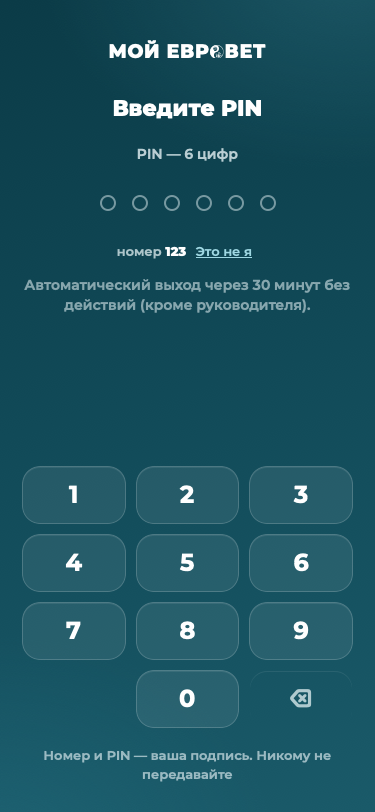 МОЙ ЕВРОВЕТ
Введите PIN
PIN — 6 цифр
номер 123 Это не я
Автоматический выход через 30 минут без
действий (кроме руководителя).
1 2 3
4 5 6
7 8 9
0
Номер и PIN — ваша подпись. Никому не
передавайте